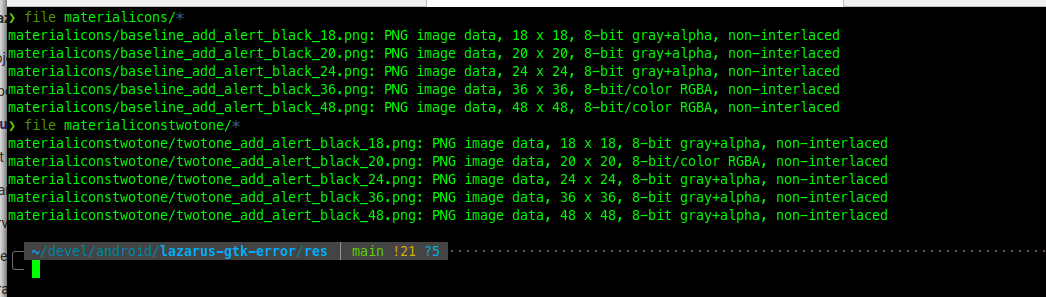 ❯ file materialicons/*
materialicons/baseline_add_alert_black_18.png: PNG image data, 18 x 18, 8-bit gray+alpha, non-interlaced
materialicons/baseline_add_alert_black_20.png: PNG image data, 20 x 20, 8-bit gray+alpha, non-interlaced
materialicons/baseline_add_alert_black_24.png: PNG image data, 24 x 24, 8-bit gray+alpha, non-interlaced
materialicons/baseline_add_alert_black_36.png: PNG image data, 36 x 36, 8-bit/color RGBA, non-interlaced
materialicons/baseline_add_alert_black_48.png: PNG image data, 48 x 48, 8-bit/color RGBA, non-interlaced
❯ file materialiconstwotone/*
materialiconstwotone/twotone_add_alert_black_18.png: PNG image data, 18 x 18, 8-bit gray+alpha, non-interlaced
materialiconstwotone/twotone_add_alert_black_20.png: PNG image data, 20 x 20, 8-bit/color RGBA, non-interlaced
materialiconstwotone/twotone_add_alert_black_24.png: PNG image data, 24 x 24, 8-bit gray+alpha, non-interlaced
materialiconstwotone/twotone_add_alert_black_36.png: PNG image data, 36 x 36, 8-bit gray+alpha, non-interlaced
materialiconstwotone/twotone_add_alert_black_48.png: PNG image data, 48 x 48, 8-bit gray+alpha, non-interlaced
~/devel/android/lazarus-gtk-error/res | main !21 ?5